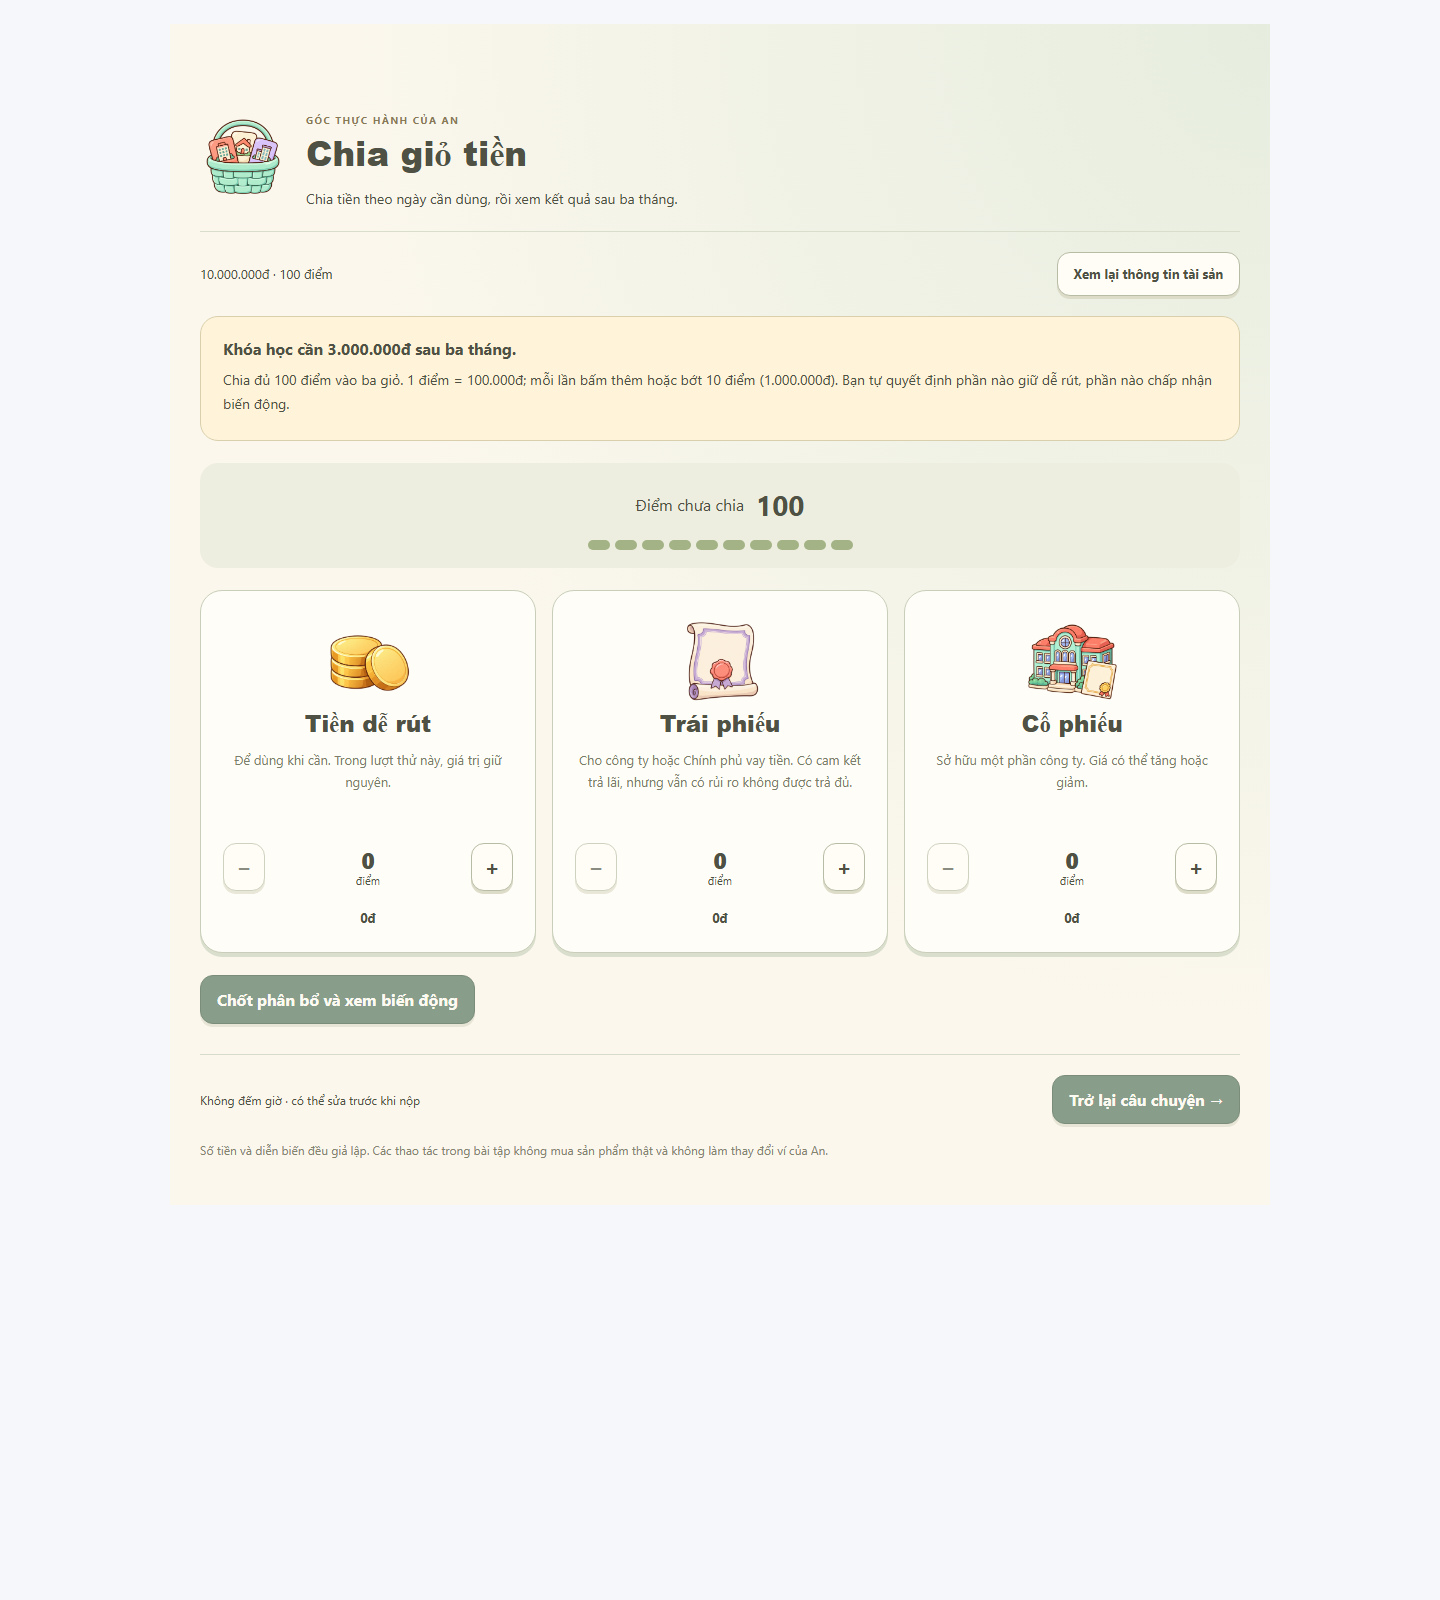 GÓC THỰC HÀNH CỦA AN
Chia giỏ tiền
Chia tiền theo ngày cần dùng, rồi xem kết quả sau ba tháng.
10.000.000đ · 100 điểm
Xem lại thông tin tài sản
Khóa học cần 3.000.000đ sau ba tháng.
Chia đủ 100 điểm vào ba giỏ. 1 điểm = 100.000đ; mỗi lần bấm thêm hoặc bớt 10 điểm (1.000.000đ). Bạn tự quyết định phần nào giữ dễ rút, phần nào chấp nhận
biến động.
Điểm chưa chia 100
Tiền dễ rút
Để dùng khi cần. Trong lượt thử này, giá trị giữ
nguyên.
− 0 +
điểm
0đ
Trái phiếu
Cho công ty hoặc Chính phủ vay tiền. Có cam kết
trả lãi, nhưng vẫn có rủi ro không được trả đủ.
− 0 +
điểm
0đ
Cổ phiếu
Sở hữu một phần công ty. Giá có thể tăng hoặc
giảm.
− 0 +
điểm
0đ
Chốt phân bổ và xem biến động
Không đếm giờ · có thể sửa trước khi nộp
Trở lại câu chuyện →
Số tiền và diễn biến đều giả lập. Các thao tác trong bài tập không mua sản phẩm thật và không làm thay đổi ví của An.